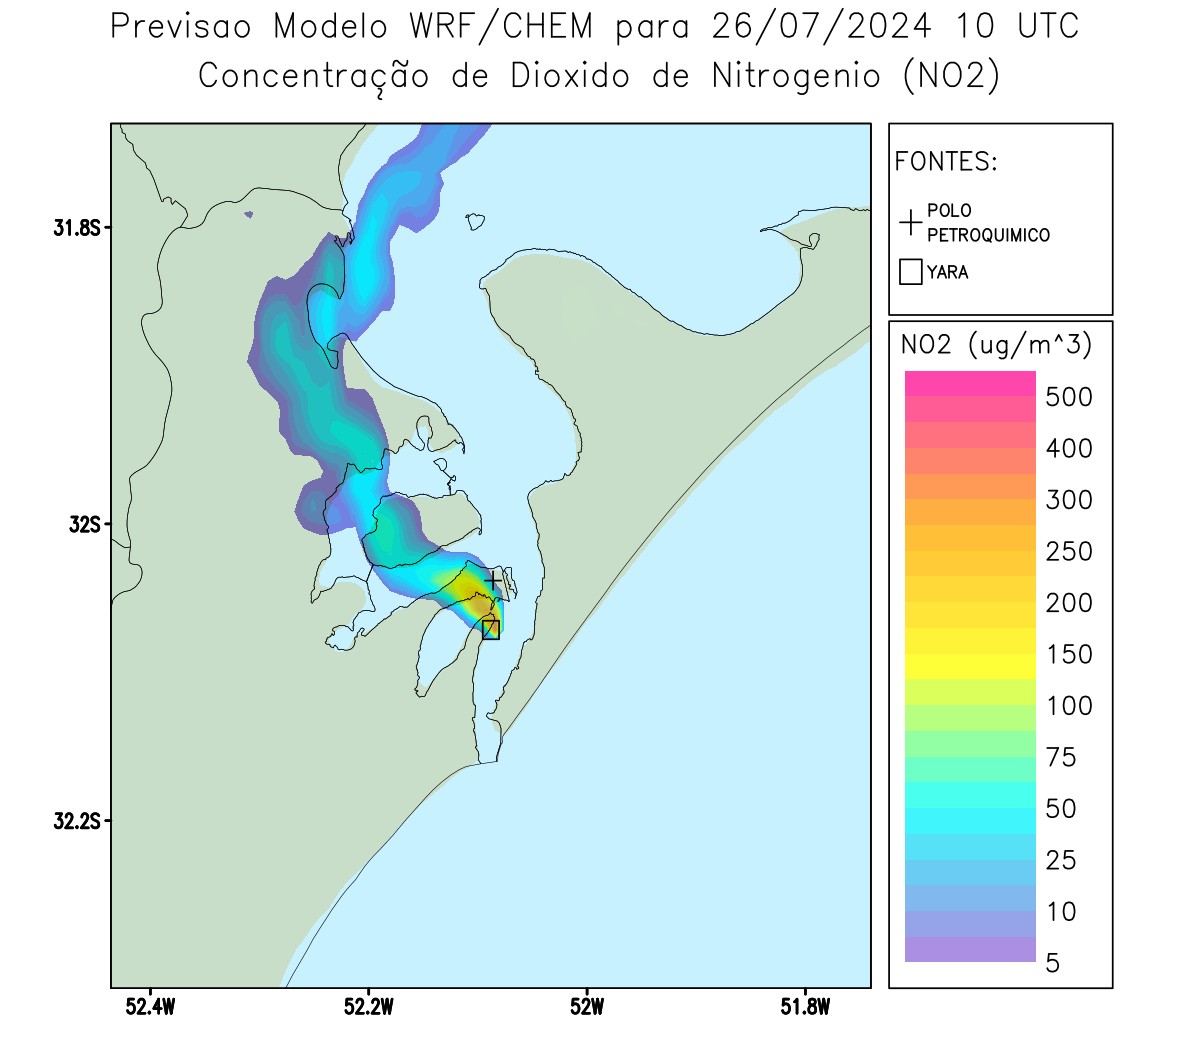 Previsao Modelo WRF/CHEM para 26/07/2024 10 UTC
Concentração de Dioxido de Nitrogenio (NO2)
FONTES:
POLO
PETROQUIMICO
YARA
31.8S
32S
32.2S
52.4W
52.2W
52W
51.8W
NO2 (ug/m^3)
500
400
300
250
200
150
100
75
50
25
10
5